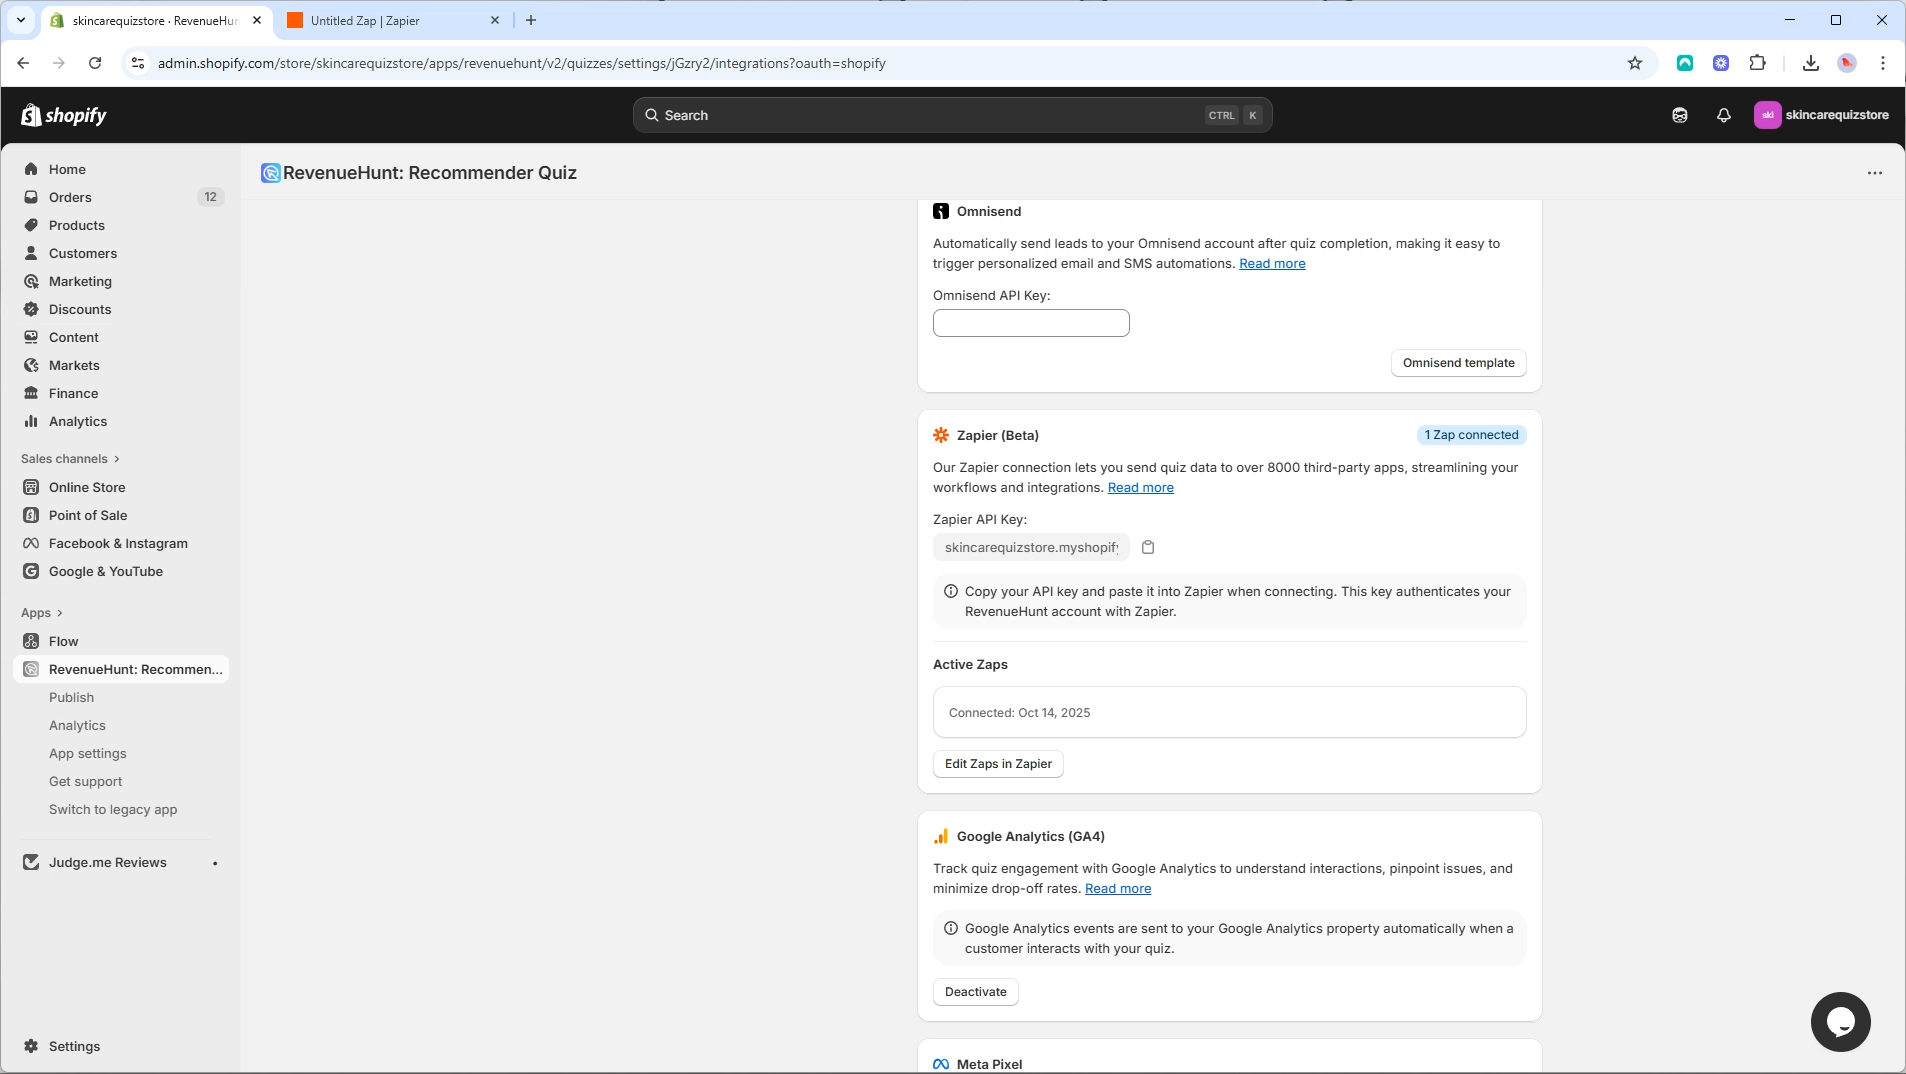 skincarequizstore · RevenueHun
Untitled Zap | Zapier
admin.shopify.com/store/skincarequizstore/apps/revenuehunt/v2/quizzes/settings/jGzry2/integrations?oauth=shopify
shopify
Search
CTRL K
ski
skincarequizstore
Home
Orders
12
Products
Customers
Marketing
Discounts
Content
Markets
Finance
Analytics
Sales channels
Online Store
Point of Sale
Facebook & Instagram
Google & YouTube
Apps
Flow
RevenueHunt: Recommen...
Publish
Analytics
App settings
Get support
Switch to legacy app
Judge.me Reviews
Settings
RevenueHunt: Recommender Quiz
Omnisend
Automatically send leads to your Omnisend account after quiz completion, making it easy to
trigger personalized email and SMS automations. Read more
Omnisend API Key:
Omnisend template
Zapier (Beta)
1 Zap connected
Our Zapier connection lets you send quiz data to over 8000 third-party apps, streamlining your
workflows and integrations. Read more
Zapier API Key:
skincarequizstore.myshopify
Copy your API key and paste it into Zapier when connecting. This key authenticates your
RevenueHunt account with Zapier.
Active Zaps
Connected: Oct 14, 2025
Edit Zaps in Zapier
Google Analytics (GA4)
Track quiz engagement with Google Analytics to understand interactions, pinpoint issues, and
minimize drop-off rates. Read more
Google Analytics events are sent to your Google Analytics property automatically when a
customer interacts with your quiz.
Deactivate
Meta Pixel